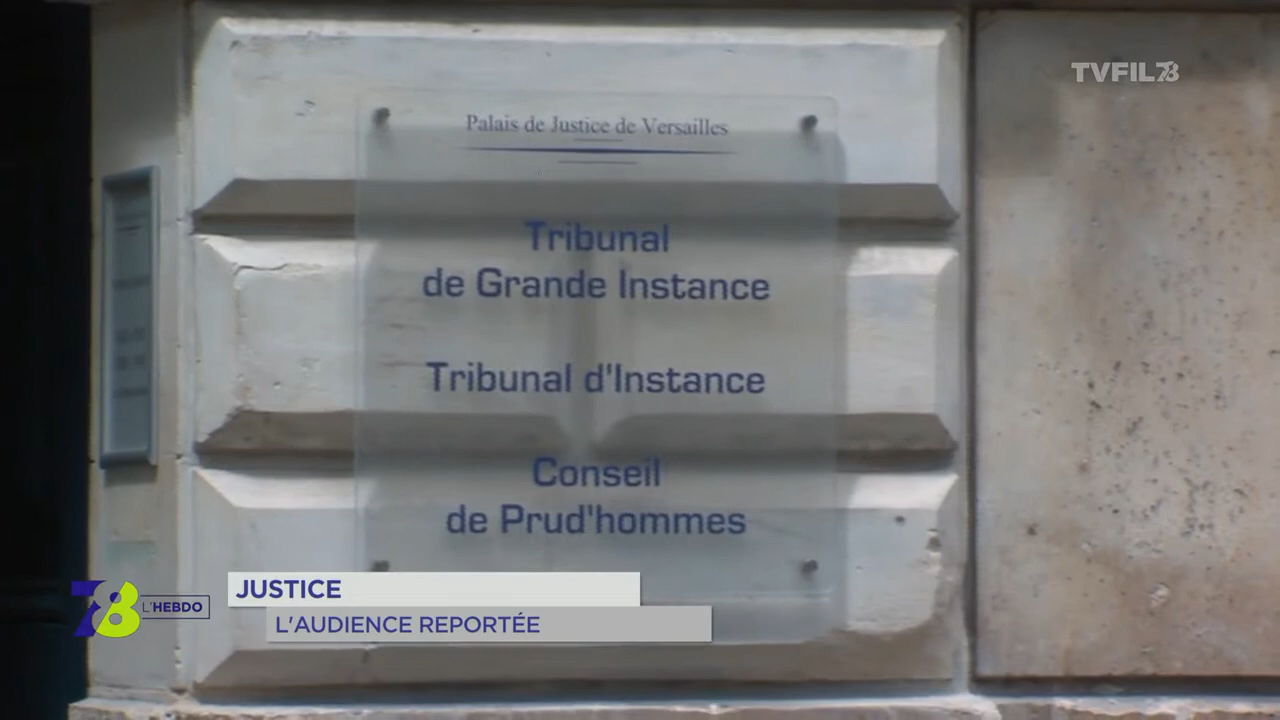 TVFIL78
Palais de Justice de Versailles
Tribunal
de Grande Instance
Tribunal d'Instance
Conseil
de Prud'hommes
78
L'HEBDO
JUSTICE
L'AUDIENCE REPORTÉE